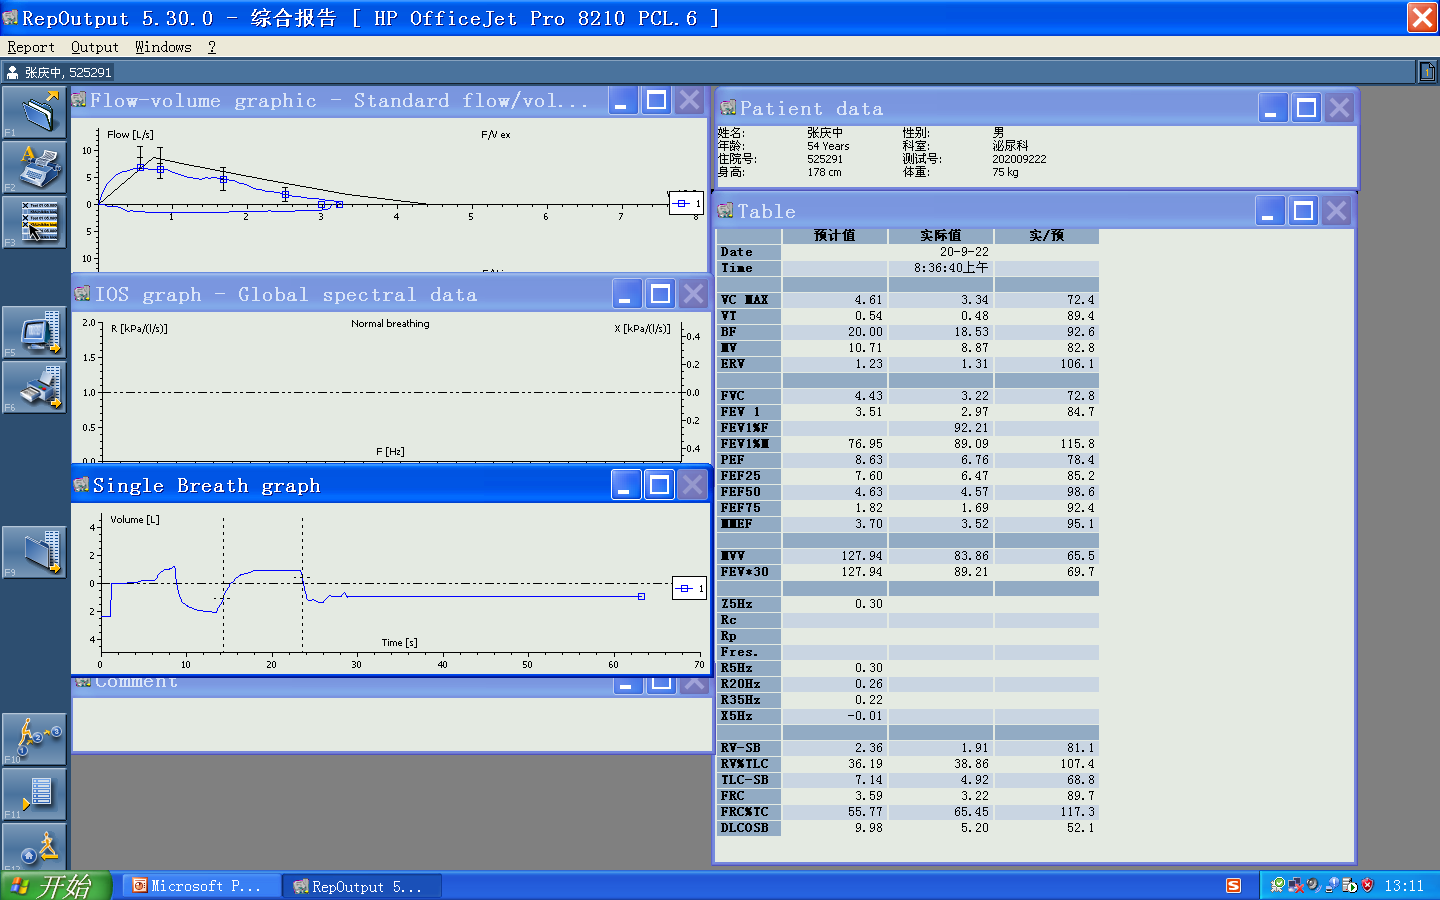 RepOutput 5.30.0 - 综合报告 [ HP OfficeJet Pro 8210 PCL.6 ]
Report Output Windows ?
张庆中, 525291
F1
F2
F3
F5
F6
F9
F10
F11
Flow-volume graphic - Standard flow/vol...
Flow [L/s]
F/V ex
10
5
0
5
10
1 2 3 4 5 6 7 8
1
IOS graph - Global spectral data
2.0 R [kPa/(l/s)] Normal breathing X [kPa/(l/s)] 0.4
1.5 0.2
1.0 0.0
0.5 0.2
0.0 F [Hz] 0.4
Single Breath graph
Volume [L]
4
2
0
2
4
1
Time [s]
0 10 20 30 40 50 60 70
Comment
Patient data
姓名: 张庆中 性别: 男
年龄: 54 Years 科室: 泌尿科
住院号: 525291 测试号: 202009222
身高: 178 cm 体重: 75 kg
Table
预计值 实际值 实/预
Date 20-9-22
Time 8:36:40上午
VC MAX 4.61 3.34 72.4
VT 0.54 0.48 89.4
BF 20.00 18.53 92.6
MV 10.71 8.87 82.8
ERV 1.23 1.31 106.1
FVC 4.43 3.22 72.8
FEV 1 3.51 2.97 84.7
FEV1%F 92.21
FEV1%M 76.95 89.09 115.8
PEF 8.63 6.76 78.4
FEF25 7.60 6.47 85.2
FEF50 4.63 4.57 98.6
FEF75 1.82 1.69 92.4
MMEF 3.70 3.52 95.1
MVV 127.94 83.86 65.5
FEV*30 127.94 89.21 69.7
Z5Hz 0.30
Rc
Rp
Fres.
R5Hz 0.30
R20Hz 0.26
R35Hz 0.22
X5Hz -0.01
RV-SB 2.36 1.91 81.1
RV%TLC 36.19 38.86 107.4
TLC-SB 7.14 4.92 68.8
FRC 3.59 3.22 89.7
FRC%TC 55.77 65.45 117.3
DLCOSB 9.98 5.20 52.1
开始 Microsoft P... RepOutput 5... 13:11